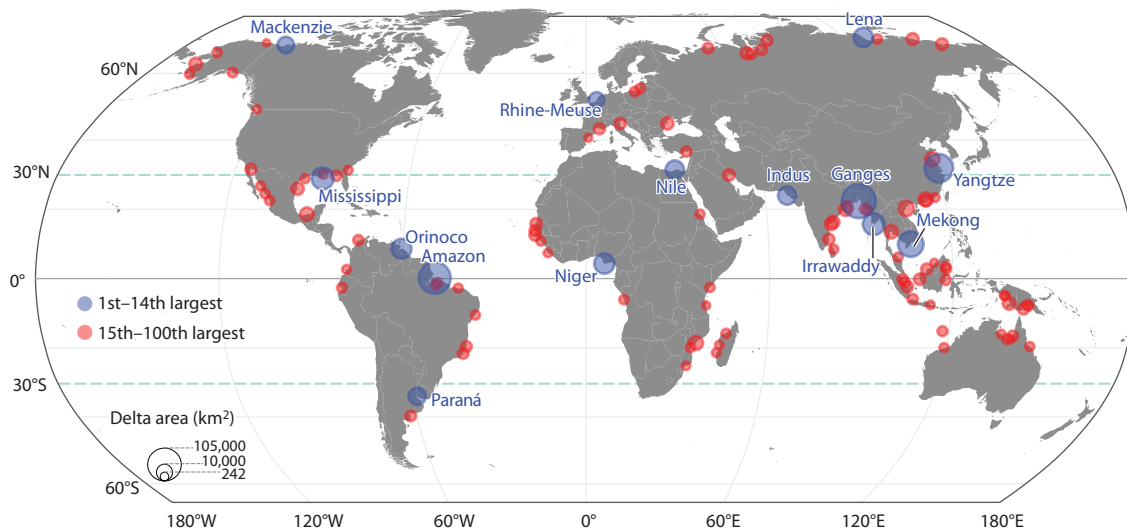 Mackenzie
Lena
60°N
Rhine-Meuse
30°N
Mississippi
Nile
Indus
Ganges
Yangtze
Orinoco
Mekong
Amazon
Niger
Irrawaddy
0°
1st–14th largest
15th–100th largest
30°S
Paraná
Delta area (km²)
105,000
10,000
242
60°S
180°W
120°W
60°W
0°
60°E
120°E
180°E